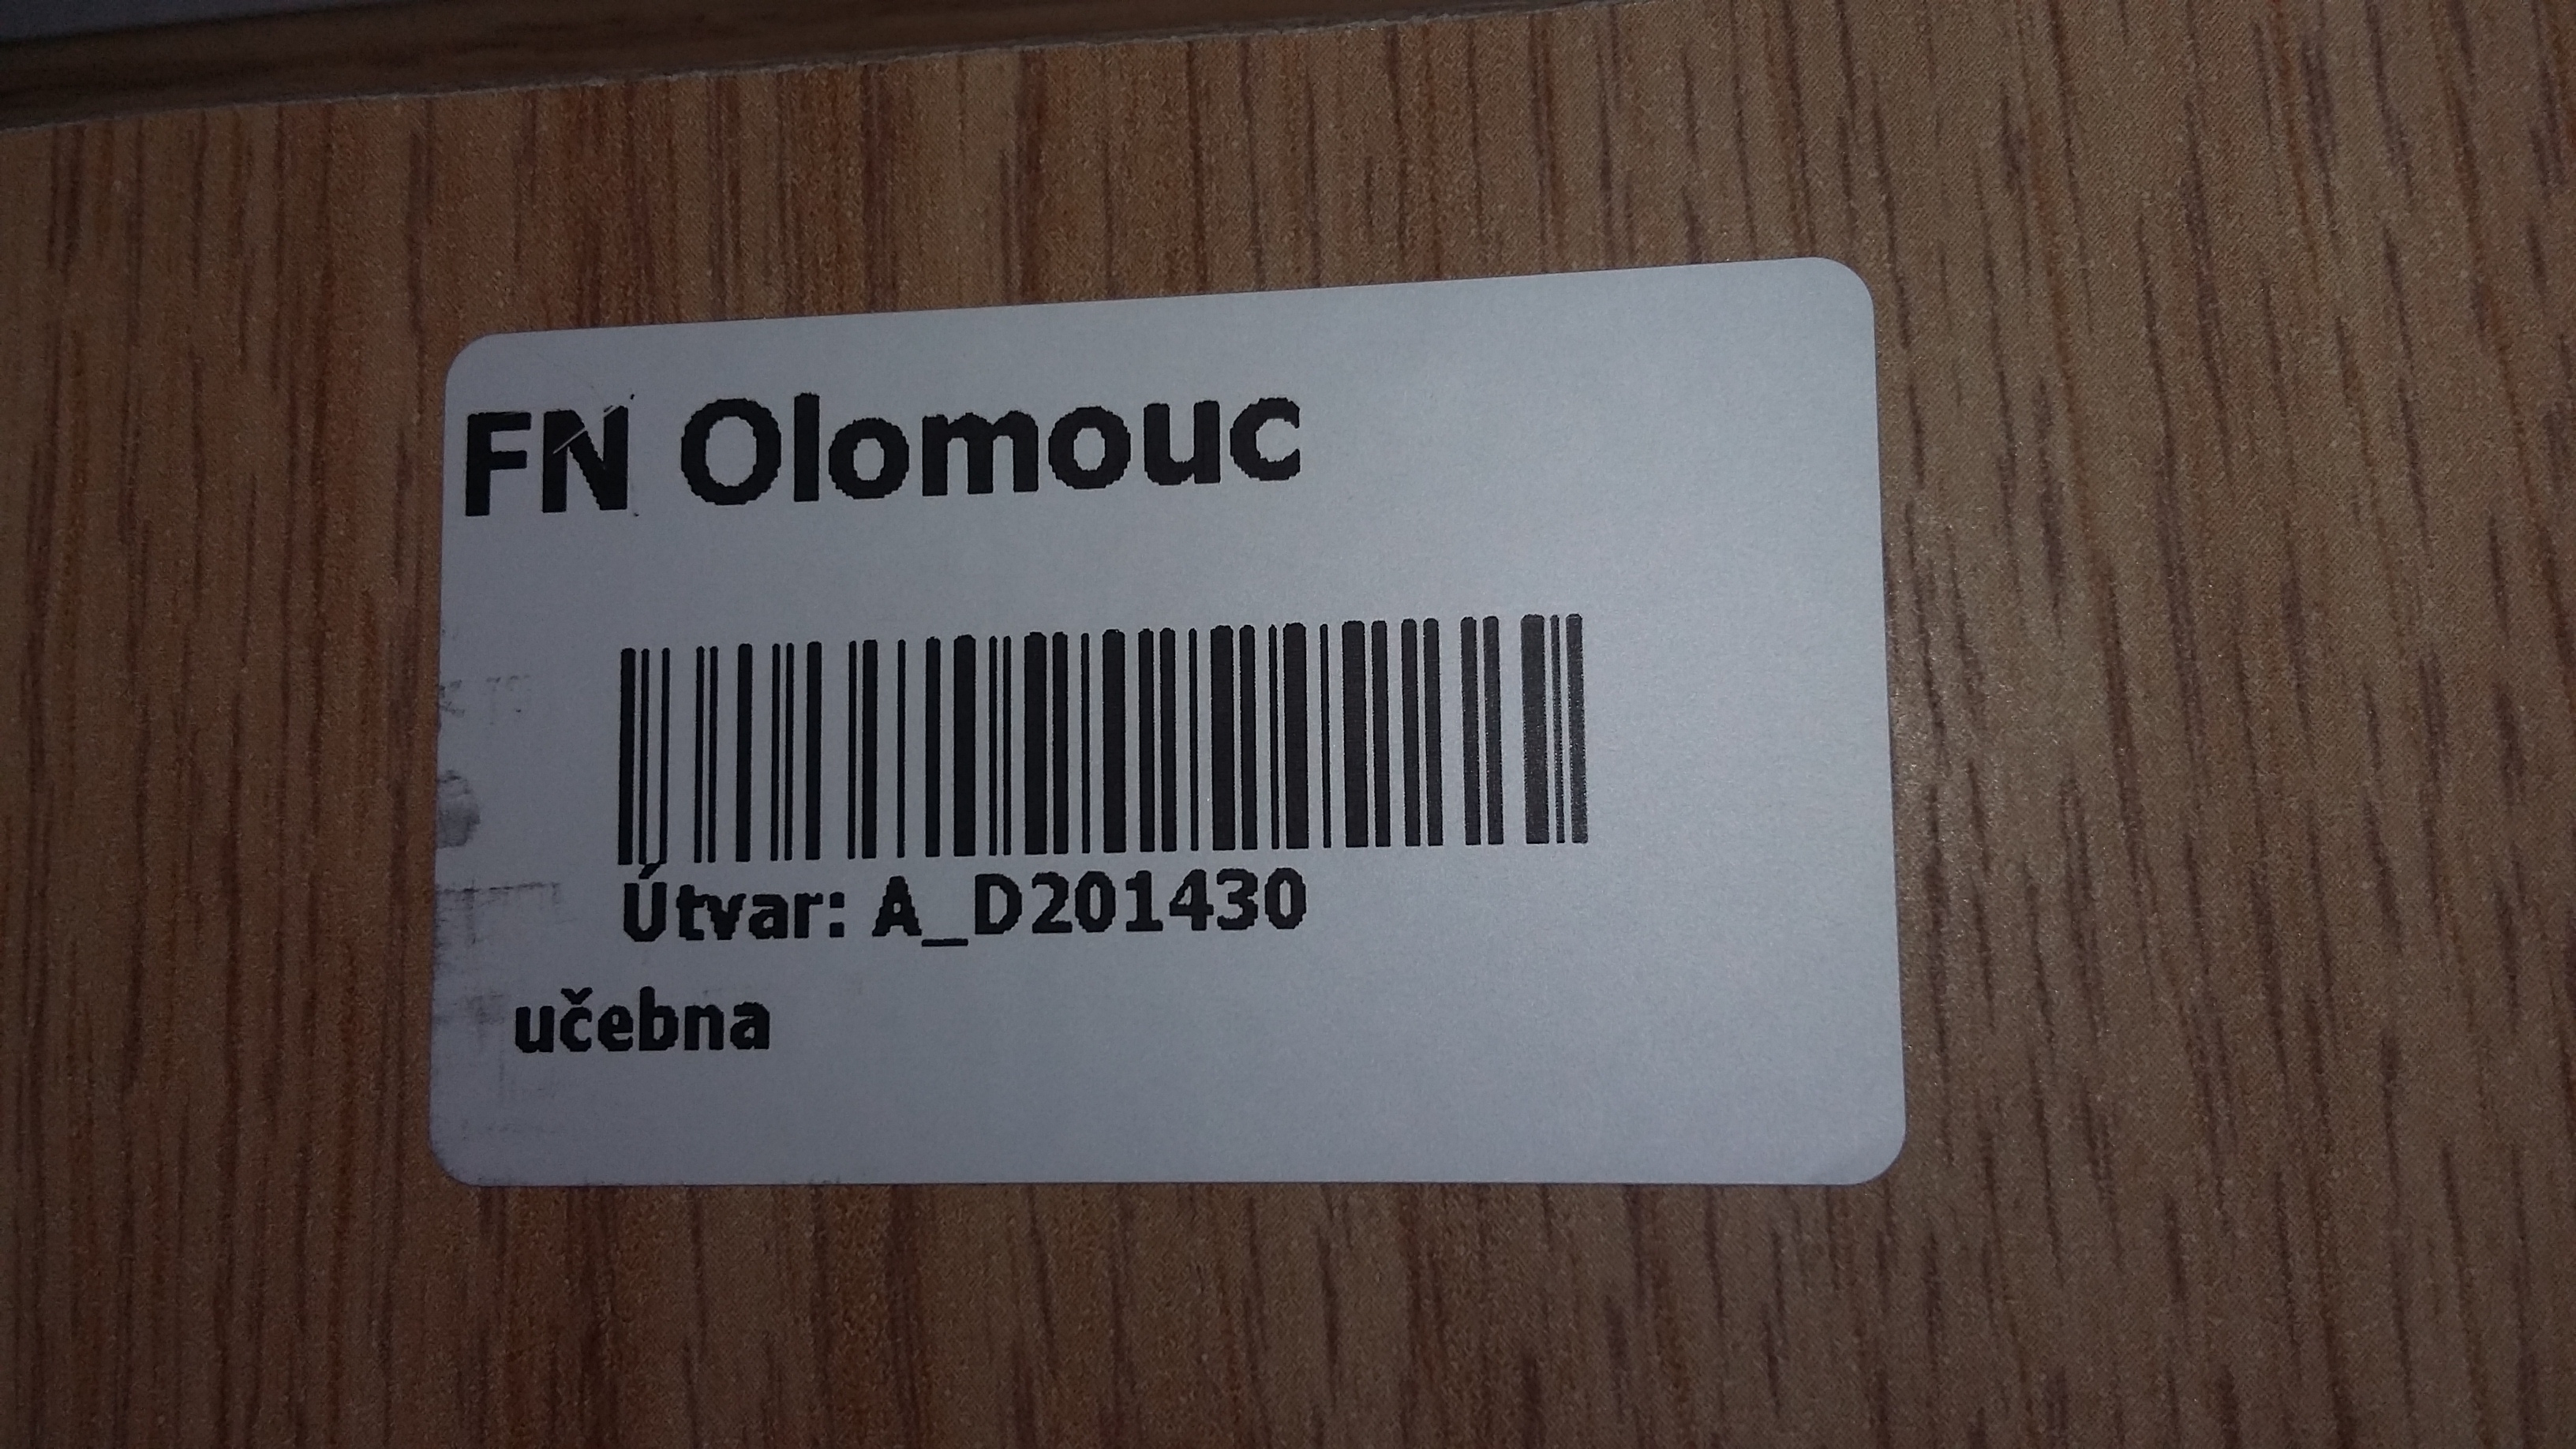 FN Olomouc
Útvar: A_D201430
učebna